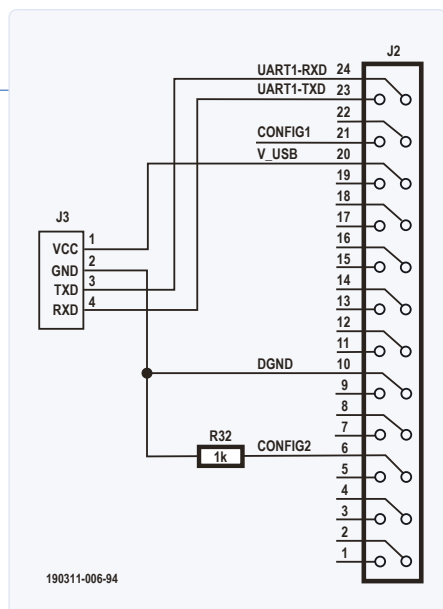 J2
UART1-RXD 24
UART1-TXD 23
22
CONFIG1 21
V_USB 20
19
18
17
16
15
14
13
12
11
DGND 10
9
8
7
CONFIG2 6
5
4
3
2
1
J3
VCC 1
GND 2
TXD 3
RXD 4
R32
1k
190311-006-94